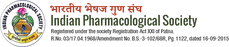 भारतीय भेषज गुण संघ
Indian Pharmacological Society
Registered under the society Registration Act XXI of Patna.
R.No. 03/17.04.1968/Amendment No. B.S.-3-102/68R, Pg. 1122, dated 16-09-2015